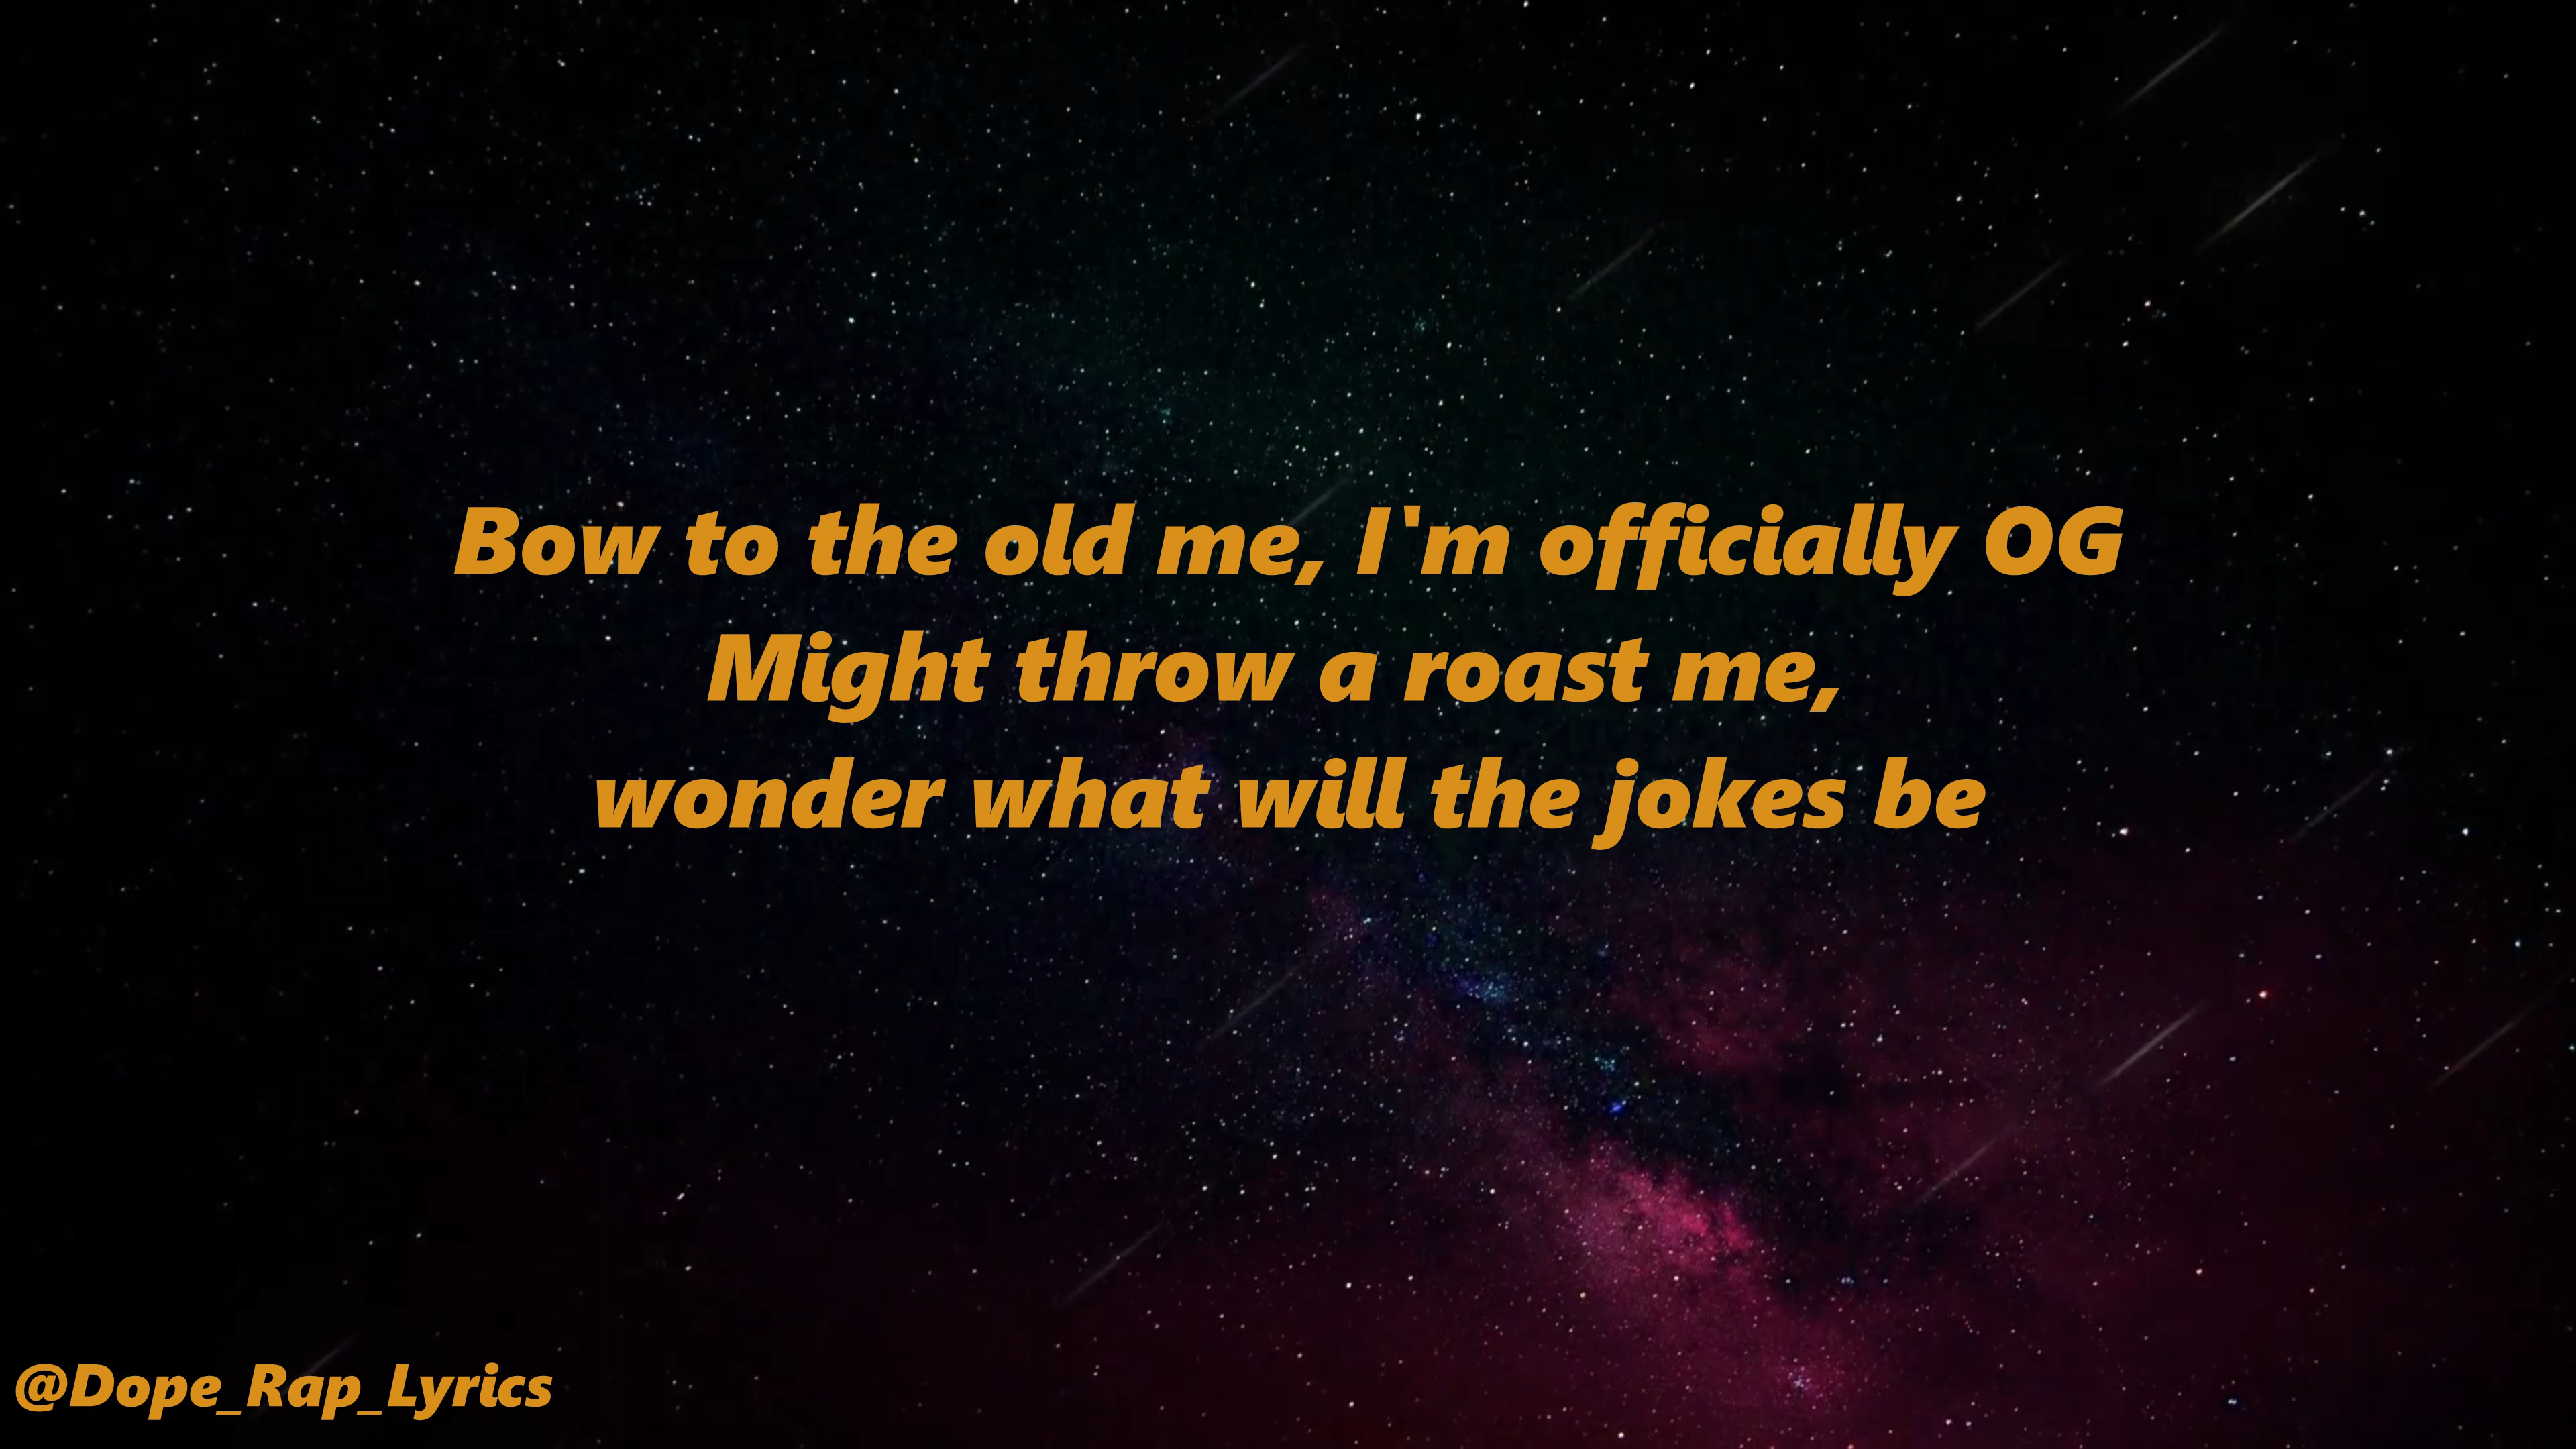 Bow to the old me, I'm officially OG
Might throw a roast me,
wonder what will the jokes be
@Dope_Rap_Lyrics